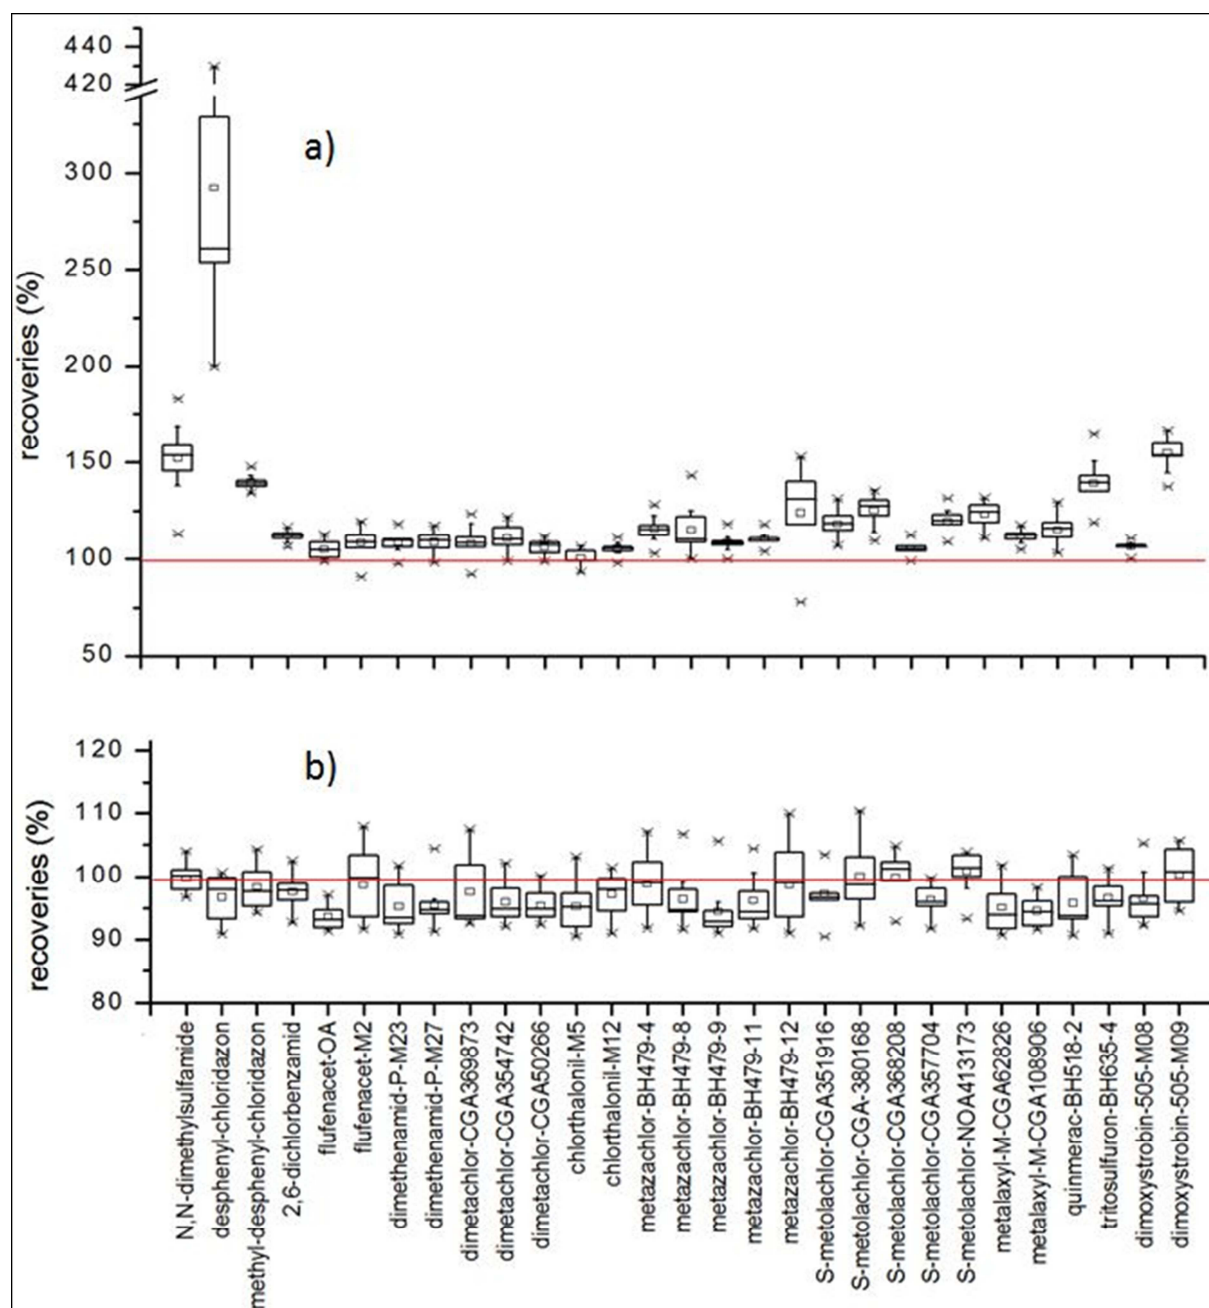 440
420
a)
300
250
200
150
100
50
recoveries (%)
120
b)
110
100
90
80
recoveries (%)
N,N-dimethylsulfamide
desphenyl-chloridazon
methyl-desphenyl-chloridazon
2,6-dichlorbenzamid
flufenacet-OA
flufenacet-M2
dimethenamid-P-M23
dimethenamid-P-M27
dimetachlor-CGA369873
dimetachlor-CGA354742
dimetachlor-CGA50266
chlorthalonil-M5
chlorthalonil-M12
metazachlor-BH479-4
metazachlor-BH479-8
metazachlor-BH479-9
metazachlor-BH479-11
metazachlor-BH479-12
S-metolachlor-CGA351916
S-metolachlor-CGA-380168
S-metolachlor-CGA368208
S-metolachlor-CGA357704
S-metolachlor-NOA413173
metalaxyl-M-CGA62826
metalaxyl-M-CGA108906
quinmerac-BH518-2
tritosulfuron-BH635-4
dimoxystrobin-505-M08
dimoxystrobin-505-M09